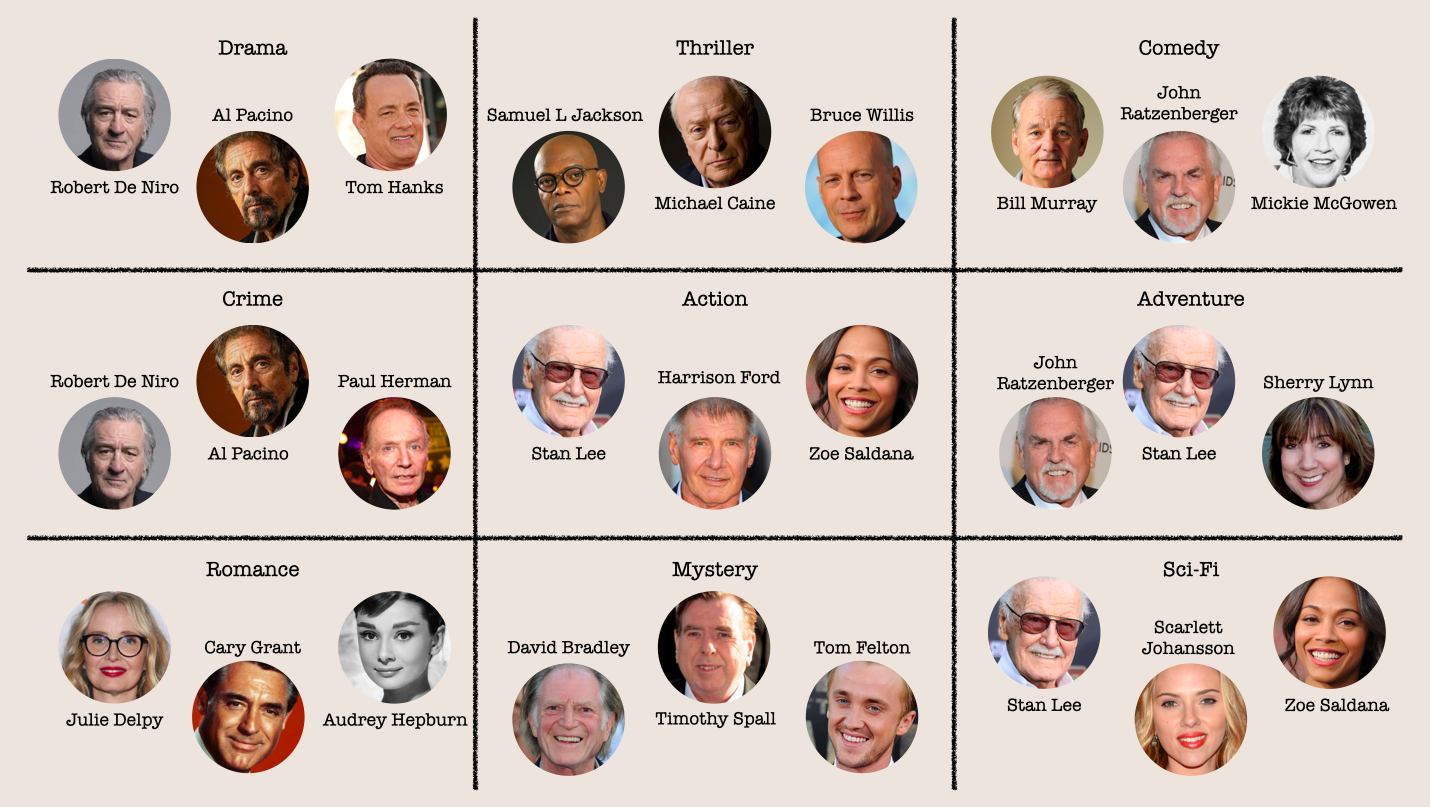 Drama
Robert De Niro
Al Pacino
Tom Hanks
Thriller
Samuel L Jackson
Michael Caine
Bruce Willis
Comedy
Bill Murray
John
Ratzenberger
Mickie McGowen
Crime
Robert De Niro
Al Pacino
Paul Herman
Action
Stan Lee
Harrison Ford
Zoe Saldana
Adventure
John
Ratzenberger
Stan Lee
Sherry Lynn
Romance
Julie Delpy
Cary Grant
Audrey Hepburn
Mystery
David Bradley
Timothy Spall
Tom Felton
Sci-Fi
Stan Lee
Scarlett
Johansson
Zoe Saldana